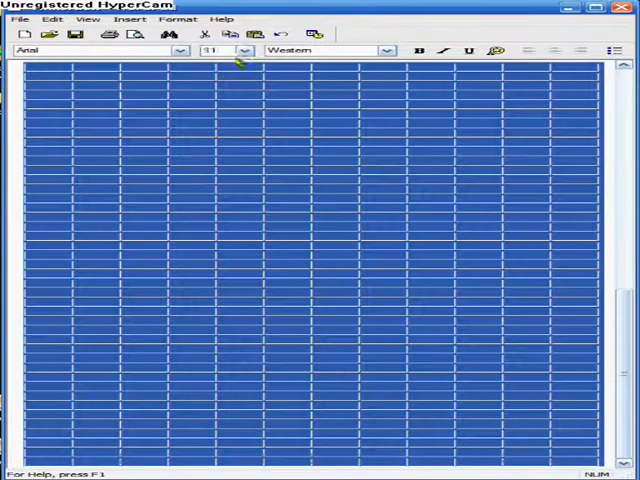 Unregistered HyperCam
File Edit View Insert Format Help
Arial Western B U
For Help, press F1 NUM